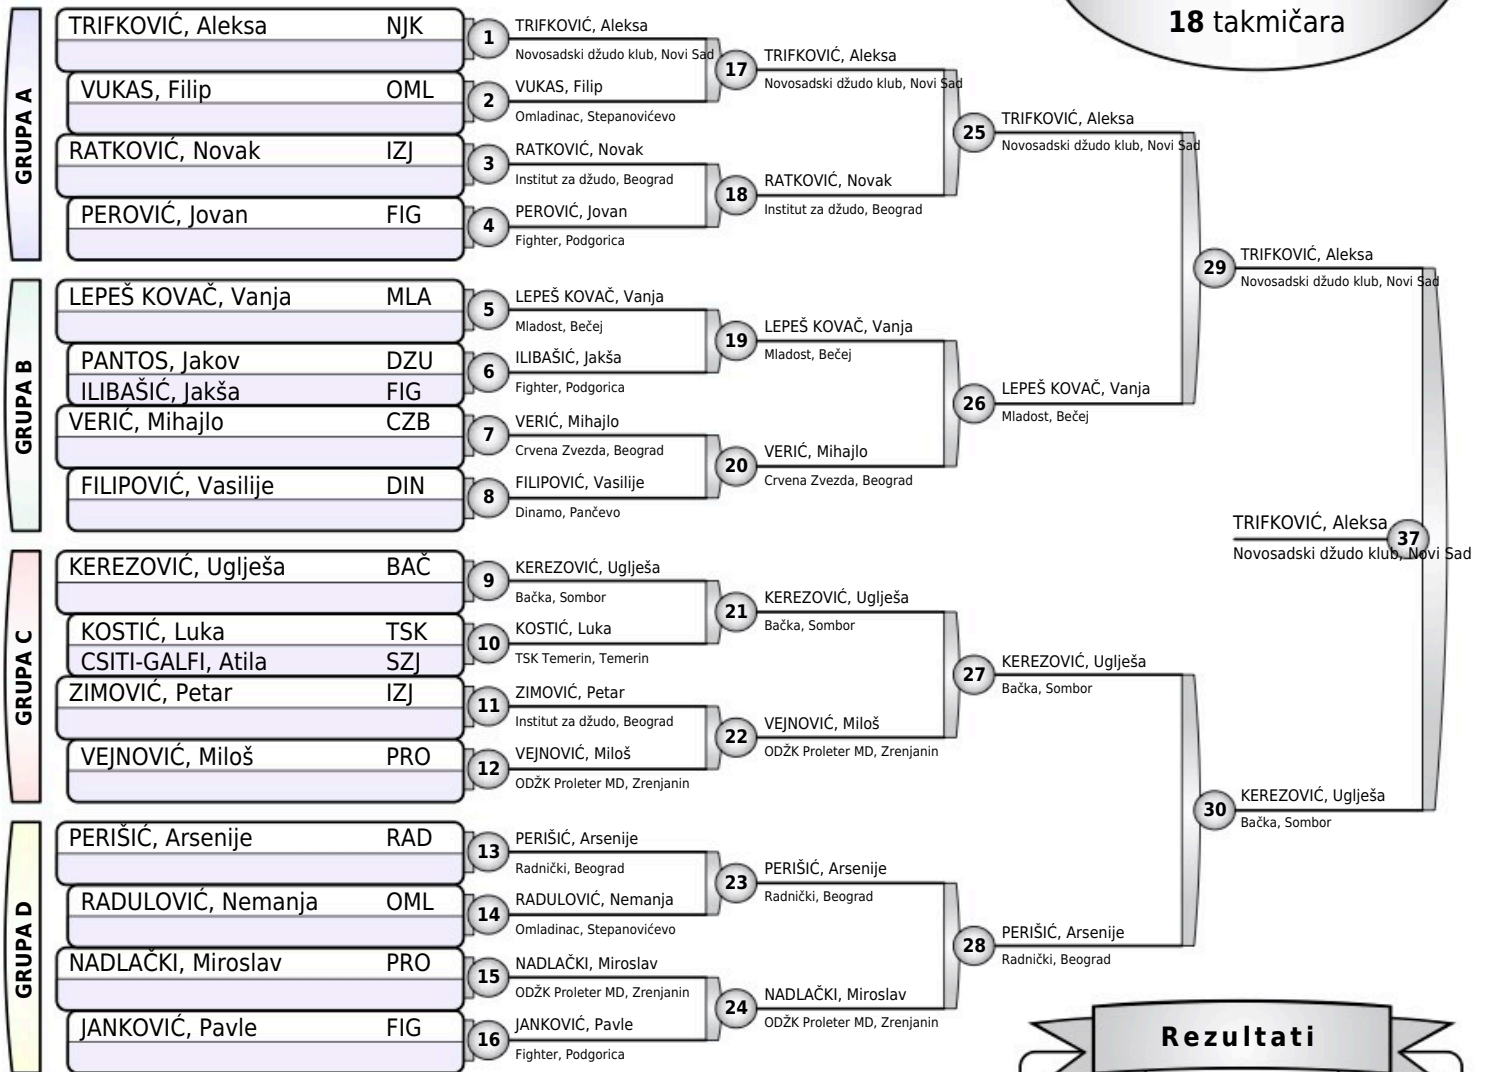 18 takmičara
GRUPA A
TRIFKOVIĆ, Aleksa NJK
VUKAS, Filip OML
RATKOVIĆ, Novak IZJ
PEROVIĆ, Jovan FIG
GRUPA B
LEPEŠ KOVAČ, Vanja MLA
PANTOS, Jakov DZU
ILIBAŠIĆ, Jakša FIG
VERIĆ, Mihajlo CZB
FILIPOVIĆ, Vasilije DIN
GRUPA C
KEREZOVIĆ, Uglješa BAČ
KOSTIĆ, Luka TSK
CSITI-GALFI, Atila SZJ
ZIMOVIĆ, Petar IZJ
VEJNOVIĆ, Miloš PRO
GRUPA D
PERIŠIĆ, Arsenije RAD
RADULOVIĆ, Nemanja OML
NADLAČKI, Miroslav PRO
JANKOVIĆ, Pavle FIG
1 TRIFKOVIĆ, Aleksa
Novosadski džudo klub, Novi Sad
2 VUKAS, Filip
Omladinac, Stepanovićevo
3 RATKOVIĆ, Novak
Institut za džudo, Beograd
4 PEROVIĆ, Jovan
Fighter, Podgorica
5 LEPEŠ KOVAČ, Vanja
Mladost, Bečej
6 ILIBAŠIĆ, Jakša
Fighter, Podgorica
7 VERIĆ, Mihajlo
Crvena Zvezda, Beograd
8 FILIPOVIĆ, Vasilije
Dinamo, Pančevo
9 KEREZOVIĆ, Uglješa
Bačka, Sombor
10 KOSTIĆ, Luka
TSK Temerin, Temerin
11 ZIMOVIĆ, Petar
Institut za džudo, Beograd
12 VEJNOVIĆ, Miloš
ODŽK Proleter MD, Zrenjanin
13 PERIŠIĆ, Arsenije
Radnički, Beograd
14 RADULOVIĆ, Nemanja
Omladinac, Stepanovićevo
15 NADLAČKI, Miroslav
ODŽK Proleter MD, Zrenjanin
16 JANKOVIĆ, Pavle
Fighter, Podgorica
17 TRIFKOVIĆ, Aleksa
Novosadski džudo klub, Novi Sad
18 RATKOVIĆ, Novak
Institut za džudo, Beograd
19 LEPEŠ KOVAČ, Vanja
Mladost, Bečej
20 VERIĆ, Mihajlo
Crvena Zvezda, Beograd
21 KEREZOVIĆ, Uglješa
Bačka, Sombor
22 VEJNOVIĆ, Miloš
ODŽK Proleter MD, Zrenjanin
23 PERIŠIĆ, Arsenije
Radnički, Beograd
24 NADLAČKI, Miroslav
ODŽK Proleter MD, Zrenjanin
25 TRIFKOVIĆ, Aleksa
Novosadski džudo klub, Novi Sad
26 LEPEŠ KOVAČ, Vanja
Mladost, Bečej
27 KEREZOVIĆ, Uglješa
Bačka, Sombor
28 PERIŠIĆ, Arsenije
Radnički, Beograd
29 TRIFKOVIĆ, Aleksa
Novosadski džudo klub, Novi Sad
30 KEREZOVIĆ, Uglješa
Bačka, Sombor
TRIFKOVIĆ, Aleksa 37
Novosadski džudo klub, Novi Sad
Rezultati